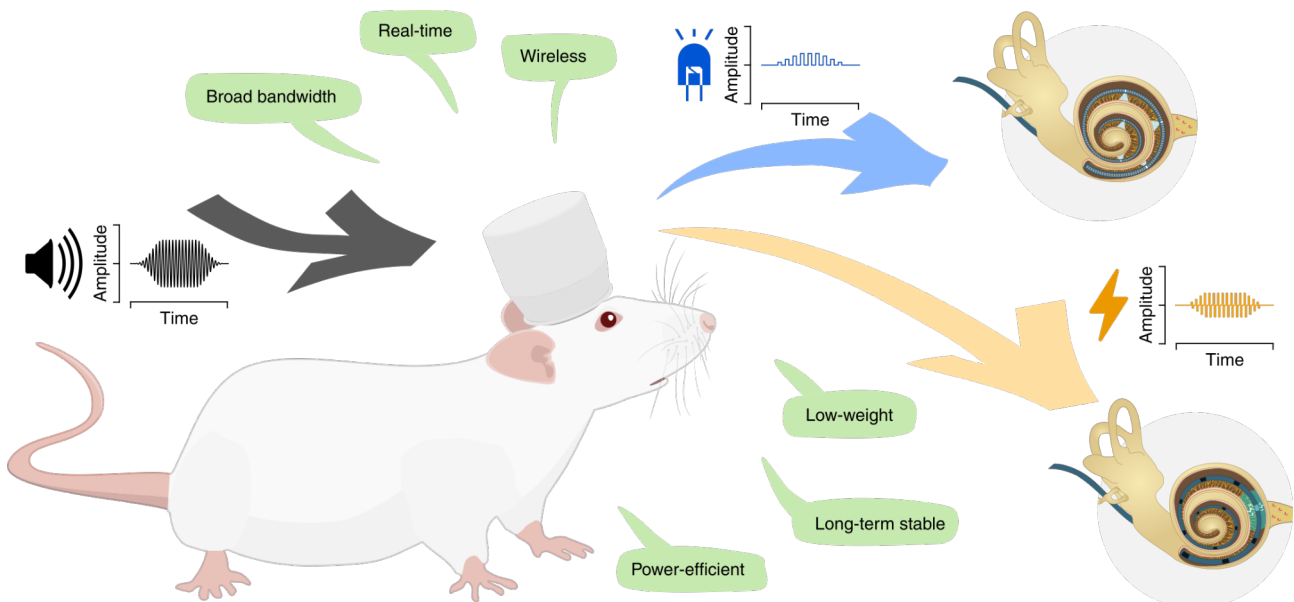 Real-time
Wireless
Broad bandwidth
Amplitude
Time
Amplitude
Time
Amplitude
Time
Low-weight
Long-term stable
Power-efficient